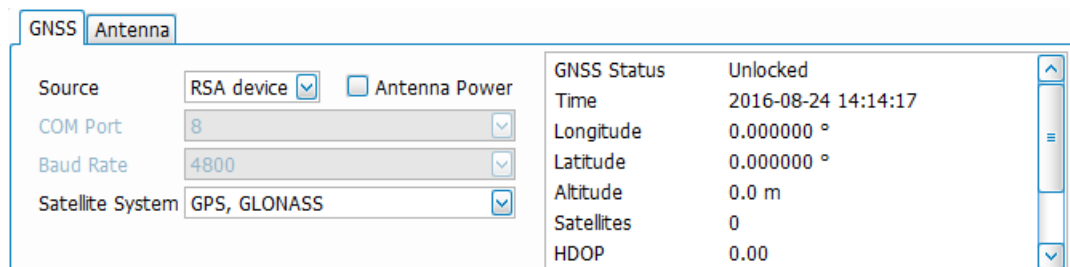 GNSS Antenna
Source RSA device Antenna Power
COM Port 8
Baud Rate 4800
Satellite System GPS, GLONASS
GNSS Status Unlocked
Time 2016-08-24 14:14:17
Longitude 0.000000 °
Latitude 0.000000 °
Altitude 0.0 m
Satellites 0
HDOP 0.00